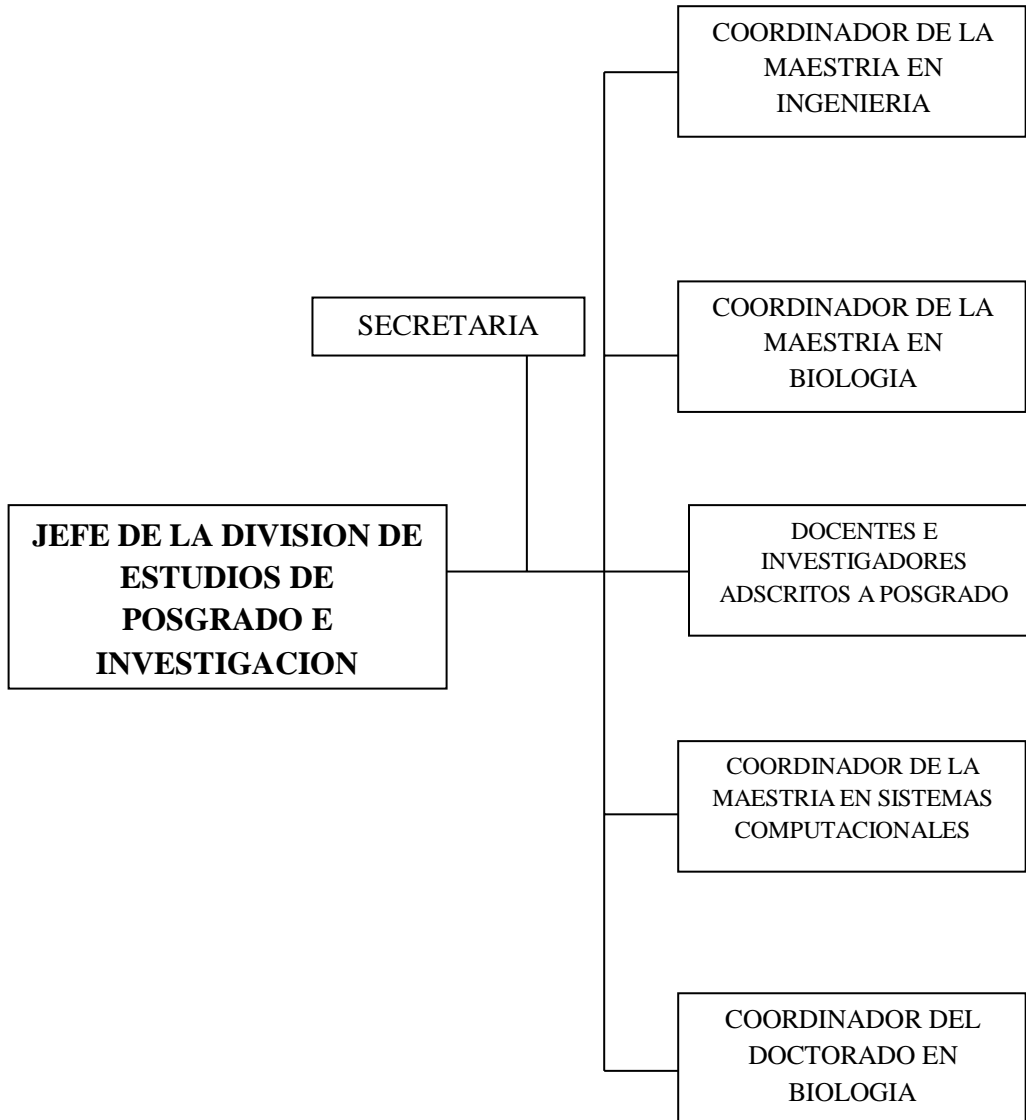 COORDINADOR DE LA
MAESTRIA EN
INGENIERIA
SECRETARIA
COORDINADOR DE LA
MAESTRIA EN
BIOLOGIA
JEFE DE LA DIVISION DE
ESTUDIOS DE
POSGRADO E
INVESTIGACION
DOCENTES E
INVESTIGADORES
ADSCRITOS A POSGRADO
COORDINADOR DE LA
MAESTRIA EN SISTEMAS
COMPUTACIONALES
COORDINADOR DEL
DOCTORADO EN
BIOLOGIA